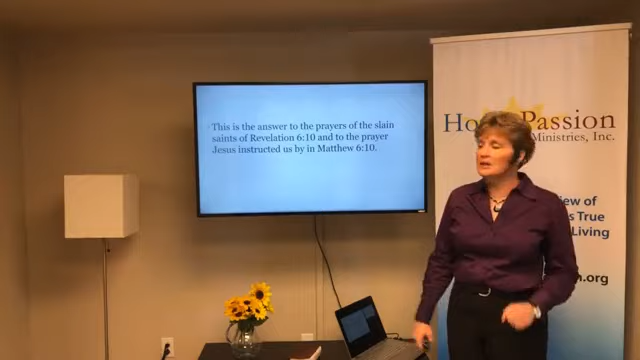 This is the answer to the prayers of the slain
saints of Revelation 6:10 and to the prayer
Jesus instructed us by in Matthew 6:10.
Passion
Ministries, Inc.
iew of
s True
Living
.org